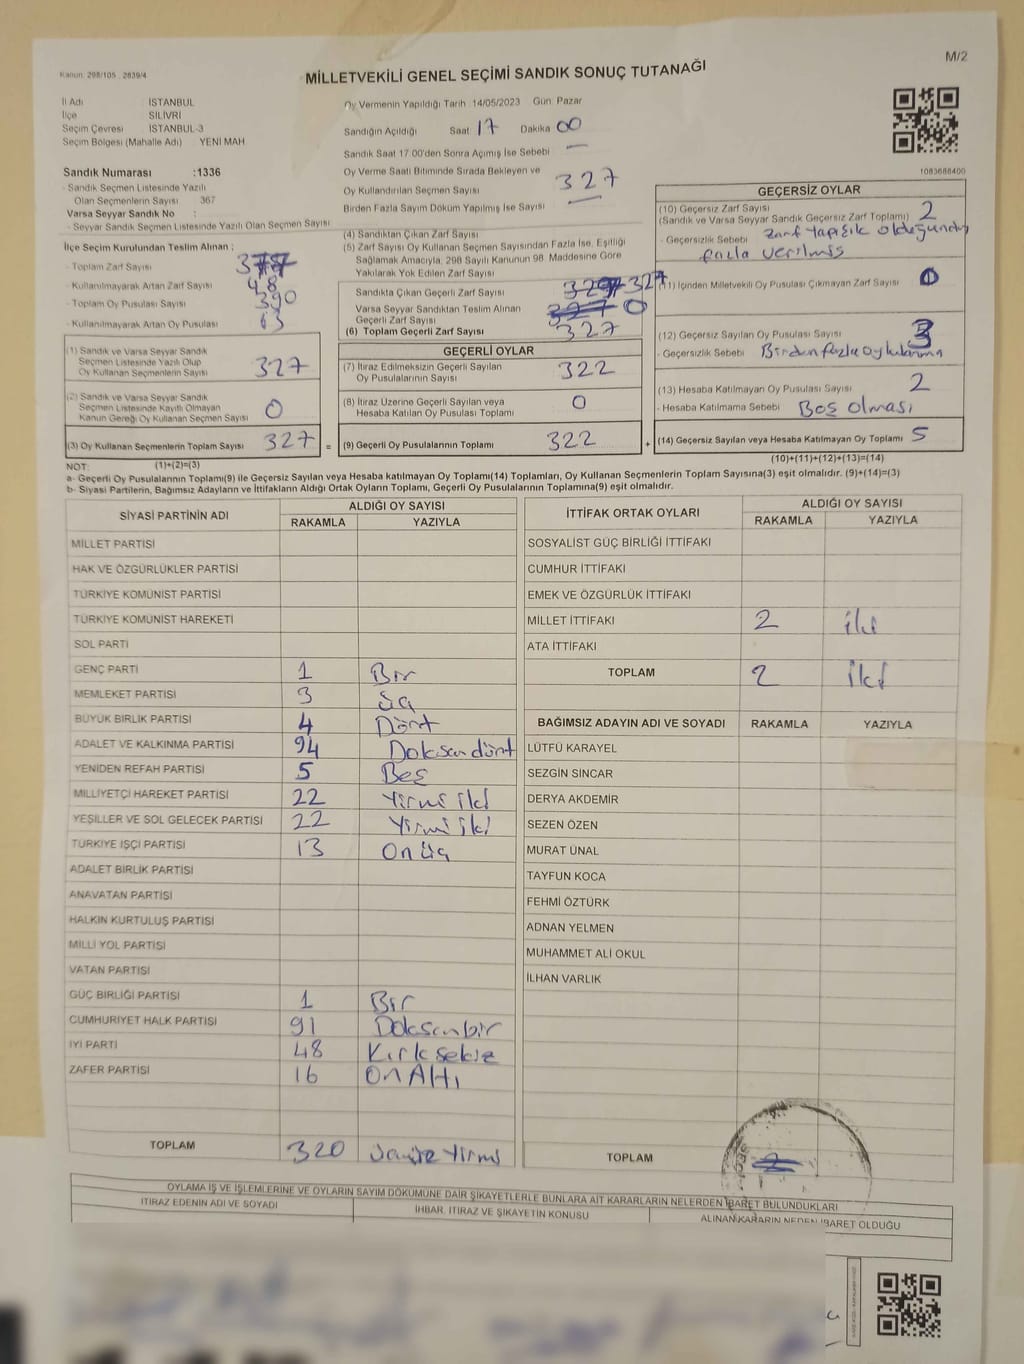 Kanun: 298/105 , 2839/4
M/2
MİLLETVEKİLİ GENEL SEÇİMİ SANDIK SONUÇ TUTANAĞI
İl Adı İSTANBUL
İlçe SİLİVRİ
Seçim Çevresi İSTANBUL-3
Seçim Bölgesi (Mahalle Adı) YENİ MAH
Sandık Numarası :1336
- Sandık Seçmen Listesinde Yazılı
Olan Seçmenlerin Sayısı 367
Varsa Seyyar Sandık No :
- Seyyar Sandık Seçmen Listesinde Yazılı Olan Seçmen Sayısı
İlçe Seçim Kurulundan Teslim Alınan ;
- Toplam Zarf Sayısı
- Kullanılmayarak Artan Zarf Sayısı 48
- Toplam Oy Pusulası Sayısı 390
- Kullanılmayarak Artan Oy Pusulası 63
(1) Sandık ve Varsa Seyyar Sandık
Seçmen Listesinde Yazılı Olup
Oy Kullanan Seçmenlerin Sayısı 327
(2) Sandık ve Varsa Seyyar Sandık
Seçmen Listesinde Kayıtlı Olmayan
Kanun Gereği Oy Kullanan Seçmen Sayısı 0
(3) Oy Kullanan Seçmenlerin Toplam Sayısı 327 =
Oy Vermenin Yapıldığı Tarih 14/05/2023 Gün Pazar
Sandığın Açıldığı Saat 17 Dakika 00
Sandık Saat 17:00'den Sonra Açılmış İse Sebebi —
Oy Verme Saati Bitiminde Sırada Bekleyen ve
Oy Kullandırılan Seçmen Sayısı 327
Birden Fazla Sayım Döküm Yapılmış İse Sayısı —
(4) Sandıktan Çıkan Zarf Sayısı
(5) Zarf Sayısı Oy Kullanan Seçmen Sayısından Fazla İse, Eşitliği
Sağlamak Amacıyla, 298 Sayılı Kanunun 98. Maddesine Göre
Yakılarak Yok Edilen Zarf Sayısı
Sandıkta Çıkan Geçerli Zarf Sayısı 327 327
Varsa Seyyar Sandıktan Teslim Alınan
Geçerli Zarf Sayısı 327 0
(6) Toplam Geçerli Zarf Sayısı 327
GEÇERLİ OYLAR
(7) İtiraz Edilmeksizin Geçerli Sayılan
Oy Pusulalarının Sayısı 322
(8) İtiraz Üzerine Geçerli Sayılan veya
Hesaba Katılan Oy Pusulası Toplamı 0
(9) Geçerli Oy Pusulalarının Toplamı 322 +
1083688400
GEÇERSİZ OYLAR
(10) Geçersiz Zarf Sayısı
(Sandık ve Varsa Seyyar Sandık Geçersiz Zarf Toplamı) 2
- Geçersizlik Sebebi Zarf Yapışık olduğundan
fazla verilmiş
(11) İçinden Milletvekili Oy Pusulası Çıkmayan Zarf Sayısı 0
(12) Geçersiz Sayılan Oy Pusulası Sayısı 3
- Geçersizlik Sebebi Birden fazla oy kullanma
(13) Hesaba Katılmayan Oy Pusulası Sayısı 2
- Hesaba Katılmama Sebebi Boş olması
(14) Geçersiz Sayılan veya Hesaba Katılmayan Oy Toplamı 5
NOT: (1)+(2)=(3)
(10)+(11)+(12)+(13)=(14)
a- Geçerli Oy Pusulalarının Toplamı(9) ile Geçersiz Sayılan veya Hesaba katılmayan Oy Toplamı(14) Toplamları, Oy Kullanan Seçmenlerin Toplam Sayısına(3) eşit olmalıdır. (9)+(14)=(3)
b- Siyasi Partilerin, Bağımsız Adayların ve İttifakların Aldığı Ortak Oyların Toplamı, Geçerli Oy Pusulalarının Toplamına(9) eşit olmalıdır.
SİYASİ PARTİNİN ADI ALDIĞI OY SAYISI
RAKAMLA YAZIYLA
MİLLET PARTİSİ
HAK VE ÖZGÜRLÜKLER PARTİSİ
TÜRKİYE KOMÜNİST PARTİSİ
TÜRKİYE KOMÜNİST HAREKETİ
SOL PARTİ
GENÇ PARTİ 1 Bir
MEMLEKET PARTİSİ 3 üç
BÜYÜK BİRLİK PARTİSİ 4 Dört
ADALET VE KALKINMA PARTİSİ 94 Doksandört
YENİDEN REFAH PARTİSİ 5 Beş
MİLLİYETÇİ HAREKET PARTİSİ 22 Yirmi iki
YEŞİLLER VE SOL GELECEK PARTİSİ 22 Yirmi iki
TÜRKİYE İŞÇİ PARTİSİ 13 Onüç
ADALET BİRLİK PARTİSİ
ANAVATAN PARTİSİ
HALKIN KURTULUŞ PARTİSİ
MİLLİ YOL PARTİSİ
VATAN PARTİSİ
GÜÇ BİRLİĞİ PARTİSİ 1 Bir
CUMHURİYET HALK PARTİSİ 91 Doksanbir
İYİ PARTİ 48 Kırksekiz
ZAFER PARTİSİ 16 On Altı
TOPLAM 320 üçyüz Yirmi
İTTİFAK ORTAK OYLARI ALDIĞI OY SAYISI
RAKAMLA YAZIYLA
SOSYALİST GÜÇ BİRLİĞİ İTTİFAKI
CUMHUR İTTİFAKI
EMEK VE ÖZGÜRLÜK İTTİFAKI
MİLLET İTTİFAKI 2 iki
ATA İTTİFAKI
TOPLAM 2 iki
BAĞIMSIZ ADAYIN ADI VE SOYADI RAKAMLA YAZIYLA
LÜTFÜ KARAYEL
SEZGİN SİNCAR
DERYA AKDEMİR
SEZEN ÖZEN
MURAT ÜNAL
TAYFUN KOCA
FEHMİ ÖZTÜRK
ADNAN YELMEN
MUHAMMET ALİ OKUL
İLHAN VARLIK
TOPLAM 2
OYLAMA İŞ VE İŞLEMLERİNE VE OYLARIN SAYIM DÖKÜMÜNE DAİR ŞİKAYETLERLE BUNLARA AİT KARARLARIN NELERDEN İBARET BULUNDUKLARI
İTİRAZ EDENİN ADI VE SOYADI İHBAR, İTİRAZ VE ŞİKAYETİN KONUSU ALINAN KARARIN NEDEN İBARET OLDUĞU